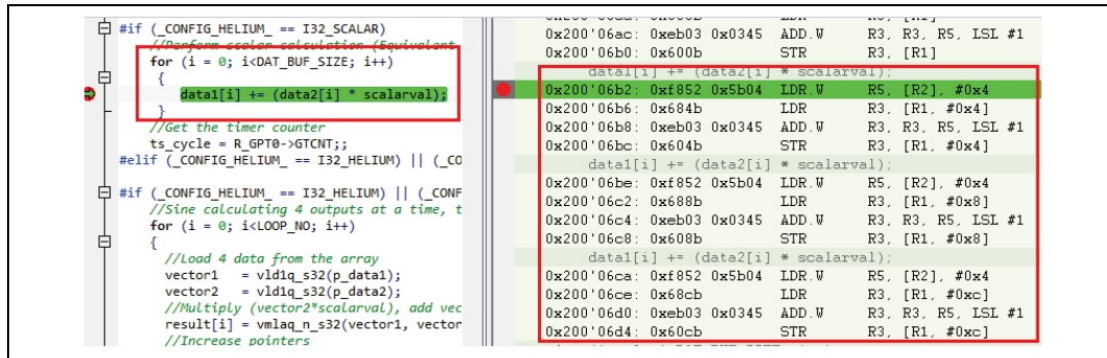 #if (_CONFIG_HELIUM_ == I32_SCALAR)
//Perform scalar calculation (Equivalent
for (i = 0; i<DAT_BUF_SIZE; i++)
{
data1[i] += (data2[i] * scalarval);
}
//Get the timer counter
ts_cycle = R_GPT0->GTCNT;;
#elif (_CONFIG_HELIUM_ == I32_HELIUM) || (_CO
#if (_CONFIG_HELIUM_ == I32_HELIUM) || (_CONF
//Sine calculating 4 outputs at a time, t
for (i = 0; i<LOOP_NO; i++)
{
//Load 4 data from the array
vector1 = vld1q_s32(p_data1);
vector2 = vld1q_s32(p_data2);
//Multiply (vector2*scalarval), add vec
result[i] = vmlaq_n_s32(vector1, vector
//Increase pointers
0x200'06ac: 0xeb03 0x0345 ADD.W R3, R3, R5, LSL #1
0x200'06b0: 0x600b STR R3, [R1]
data1[i] += (data2[i] * scalarval);
0x200'06b2: 0xf852 0x5b04 LDR.W R5, [R2], #0x4
0x200'06b6: 0x684b LDR R3, [R1, #0x4]
0x200'06b8: 0xeb03 0x0345 ADD.W R3, R3, R5, LSL #1
0x200'06bc: 0x604b STR R3, [R1, #0x4]
data1[i] += (data2[i] * scalarval);
0x200'06be: 0xf852 0x5b04 LDR.W R5, [R2], #0x4
0x200'06c2: 0x688b LDR R3, [R1, #0x8]
0x200'06c4: 0xeb03 0x0345 ADD.W R3, R3, R5, LSL #1
0x200'06c8: 0x608b STR R3, [R1, #0x8]
data1[i] += (data2[i] * scalarval);
0x200'06ca: 0xf852 0x5b04 LDR.W R5, [R2], #0x4
0x200'06ce: 0x68cb LDR R3, [R1, #0xc]
0x200'06d0: 0xeb03 0x0345 ADD.W R3, R3, R5, LSL #1
0x200'06d4: 0x60cb STR R3, [R1, #0xc]